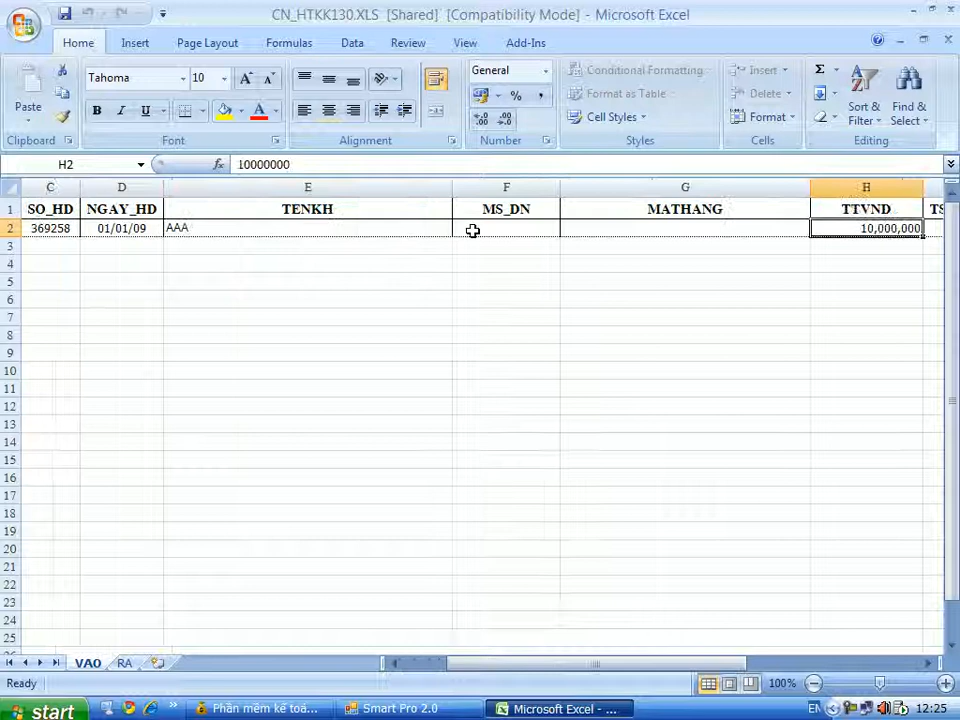 CN_HTKK130.XLS [Shared] [Compatibility Mode] - Microsoft Excel
Home Insert Page Layout Formulas Data Review View Add-Ins
Paste
Tahoma 10
B I U
General
Conditional Formatting
Format as Table
Cell Styles
Insert
Delete
Format
Σ
Sort & Filter
Find & Select
Clipboard Font Alignment Number Styles Cells Editing
H2 fx 10000000
C D E F G H
1 SO_HD NGAY_HD TENKH MS_DN MATHANG TTVND TS
2 369258 01/01/09 AAA 10,000,000
3
4
5
6
7
8
9
10
11
12
13
14
15
16
17
18
19
20
21
22
23
24
25
VAO RA
Ready 100%
start Phần mềm kế toá... Smart Pro 2.0 Microsoft Excel - ... EN 12:25